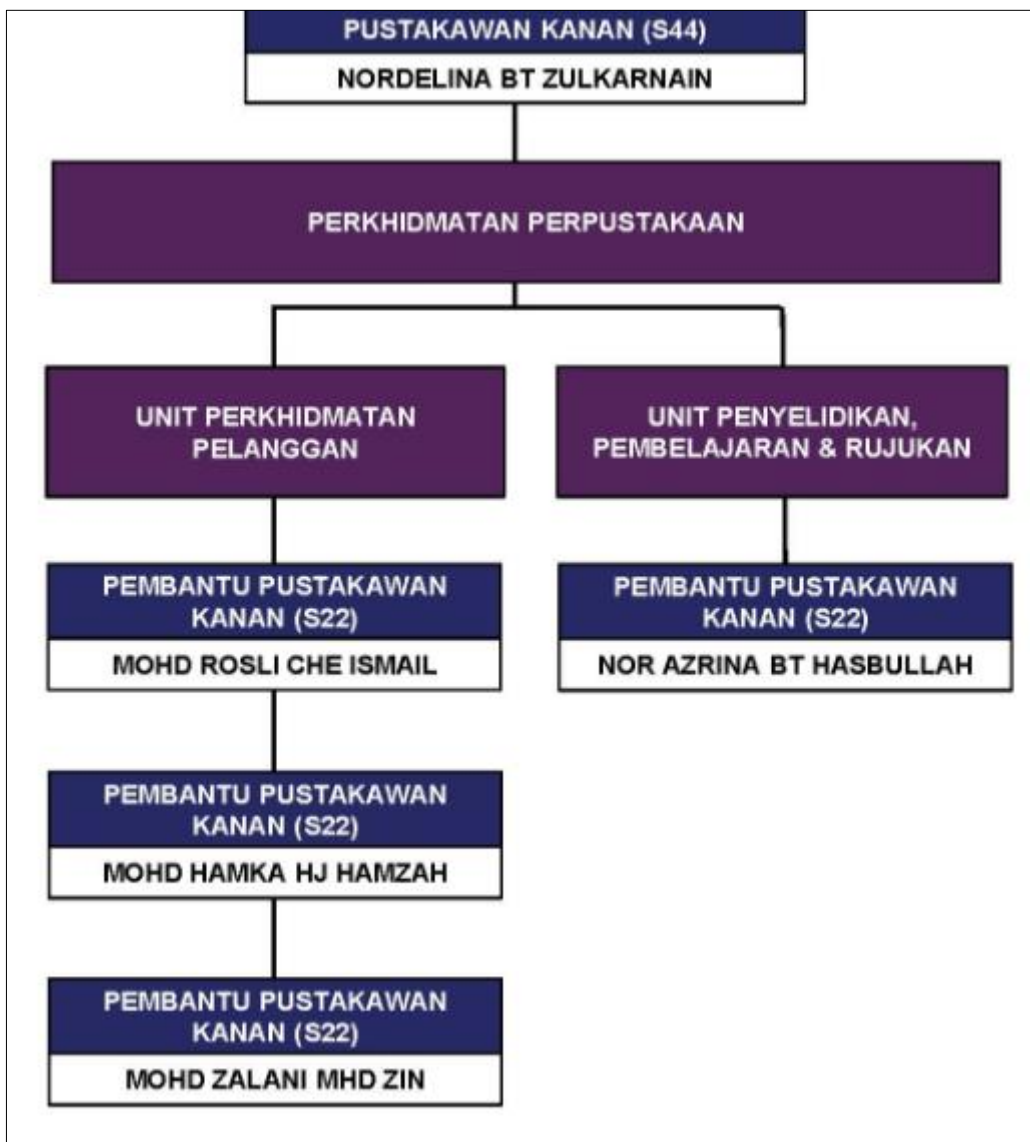 PUSTAKAWAN KANAN (S44)
NORDELINA BT ZULKARNAIN
PERKHIDMATAN PERPUSTAKAAN
UNIT PERKHIDMATAN
PELANGGAN
UNIT PENYELIDIKAN,
PEMBELAJARAN & RUJUKAN
PEMBANTU PUSTAKAWAN
KANAN (S22)
MOHD ROSLI CHE ISMAIL
PEMBANTU PUSTAKAWAN
KANAN (S22)
NOR AZRINA BT HASBULLAH
PEMBANTU PUSTAKAWAN
KANAN (S22)
MOHD HAMKA HJ HAMZAH
PEMBANTU PUSTAKAWAN
KANAN (S22)
MOHD ZALANI MHD ZIN